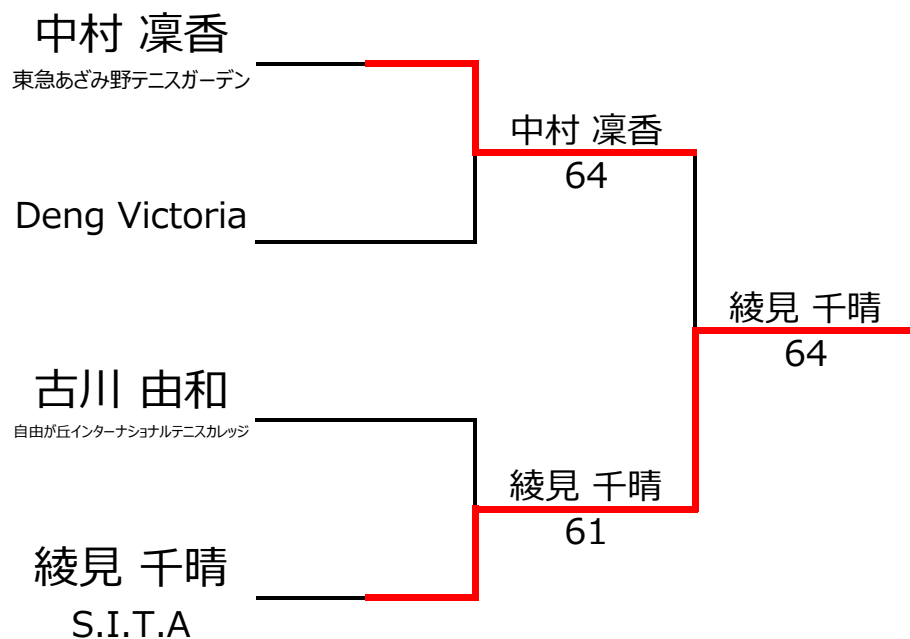 中村 凜香
東急あざみ野テニスガーデン
中村 凜香
64
Deng Victoria
綾見 千晴
64
古川 由和
自由が丘インターナショナルテニスカレッジ
綾見 千晴
61
綾見 千晴
S.I.T.A